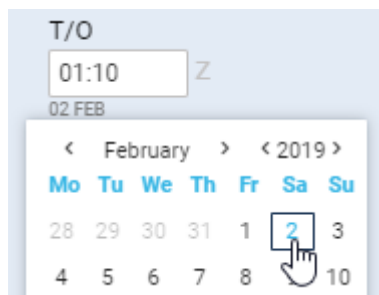 T/O
01:10 Z
02 FEB
‹ February › ‹ 2019 ›
Mo Tu We Th Fr Sa Su
28 29 30 31 1 2 3
4 5 6 7 8 10